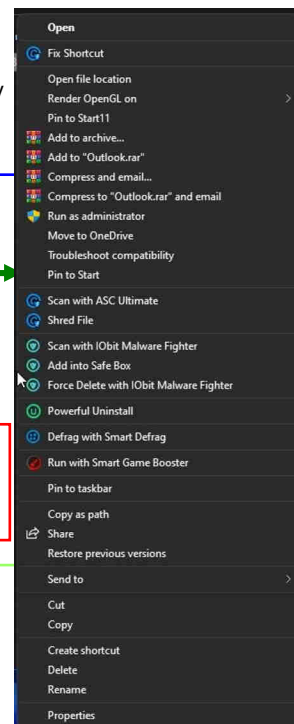 Open
Fix Shortcut
Open file location
Render OpenGL on
Pin to Start11
Add to archive...
Add to "Outlook.rar"
Compress and email...
Compress to "Outlook.rar" and email
Run as administrator
Move to OneDrive
Troubleshoot compatibility
Pin to Start
Scan with ASC Ultimate
Shred File
Scan with IObit Malware Fighter
Add into Safe Box
Force Delete with IObit Malware Fighter
Powerful Uninstall
Defrag with Smart Defrag
Run with Smart Game Booster
Pin to taskbar
Copy as path
Share
Restore previous versions
Send to
Cut
Copy
Create shortcut
Delete
Rename
Properties